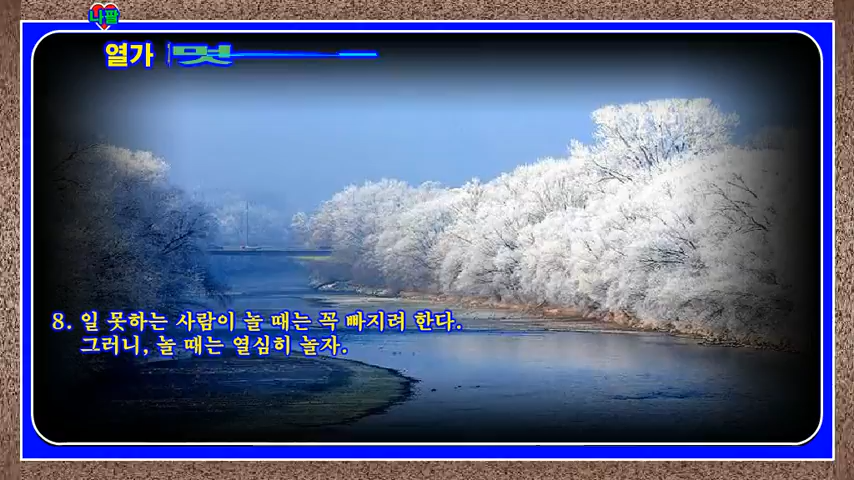 나팔
열가
8. 일 못하는 사람이 놀 때는 꼭 빠지려 한다.
그러니, 놀 때는 열심히 놀자.